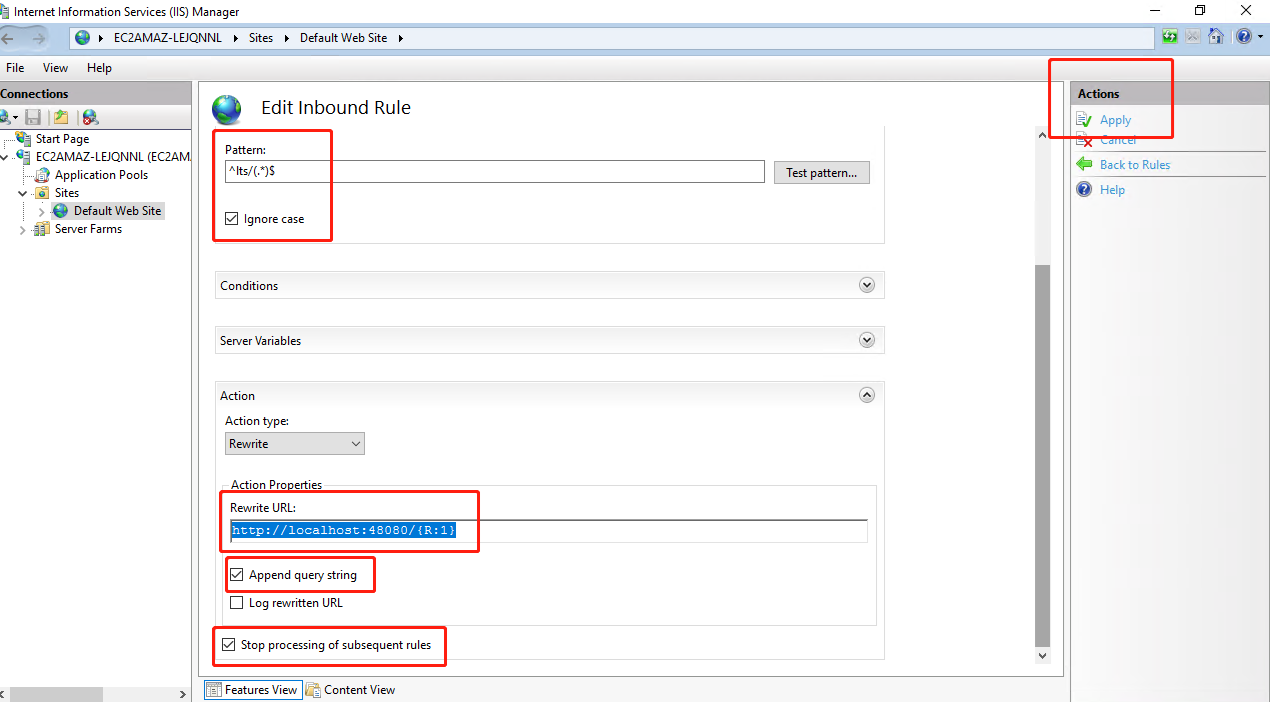 Internet Information Services (IIS) Manager
EC2AMAZ-LEJQNNL
Sites
Default Web Site
File
View
Help
Connections
Start Page
EC2AMAZ-LEJQNNL (EC2AM
Application Pools
Sites
Default Web Site
Server Farms
Edit Inbound Rule
Pattern:
^lts/(.*)$
Test pattern...
Ignore case
Conditions
Server Variables
Action
Action type:
Rewrite
Action Properties
Rewrite URL:
http://localhost:48080/{R:1}
Append query string
Log rewritten URL
Stop processing of subsequent rules
Features View
Content View
Actions
Apply
Cancel
Back to Rules
Help